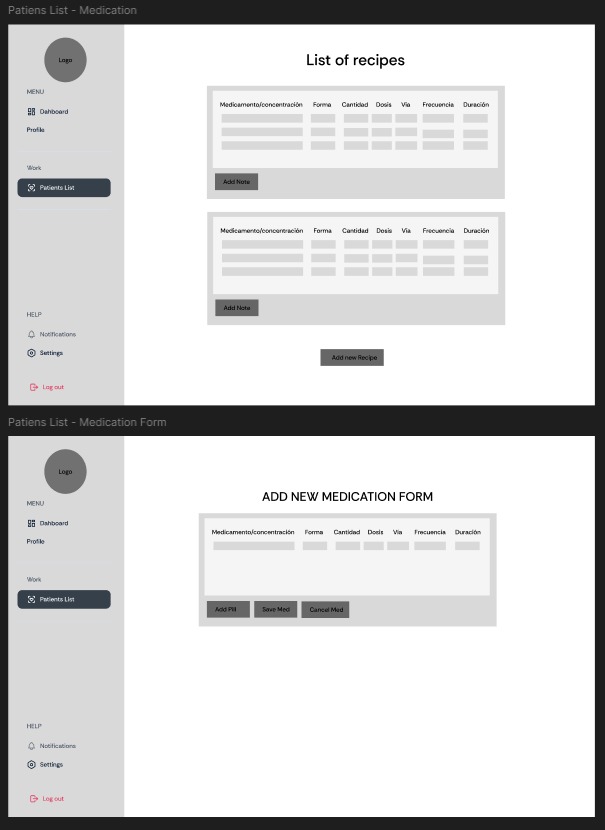 Patiens List - Medication
Logo
MENU
Dahboard
Profile
Work
Patients List
HELP
Notifications
Settings
Log out
List of recipes
Medicamento/concentración Forma Cantidad Dosis Vía Frecuencia Duración
Add Note
Medicamento/concentración Forma Cantidad Dosis Vía Frecuencia Duración
Add Note
Add new Recipe
Patiens List - Medication Form
Logo
MENU
Dahboard
Profile
Work
Patients List
HELP
Notifications
Settings
Log out
ADD NEW MEDICATION FORM
Medicamento/concentración Forma Cantidad Dosis Vía Frecuencia Duración
Add Pill Save Med Cancel Med